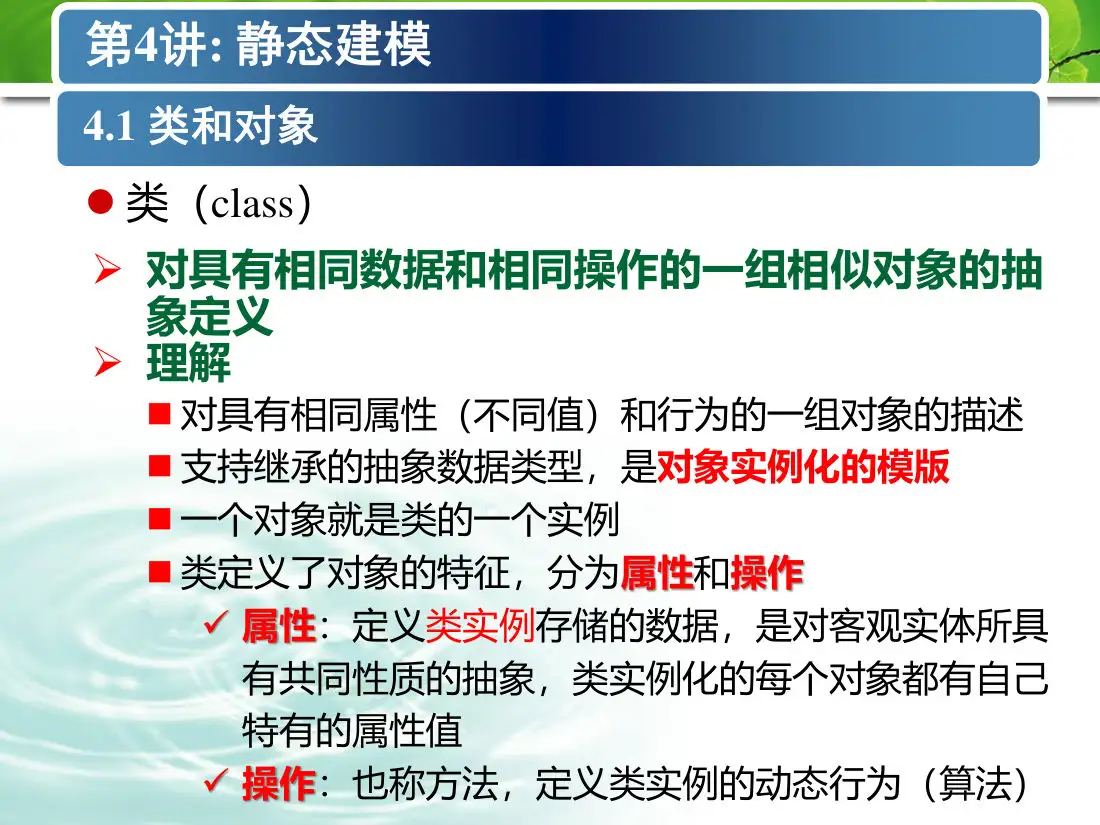 第4讲: 静态建模
4.1 类和对象
类（class）
对具有相同数据和相同操作的一组相似对象的抽
象定义
理解
对具有相同属性（不同值）和行为的一组对象的描述
支持继承的抽象数据类型，是对象实例化的模版
一个对象就是类的一个实例
类定义了对象的特征，分为属性和操作
属性：定义类实例存储的数据，是对客观实体所具
有共同性质的抽象，类实例化的每个对象都有自己
特有的属性值
操作：也称方法，定义类实例的动态行为（算法）